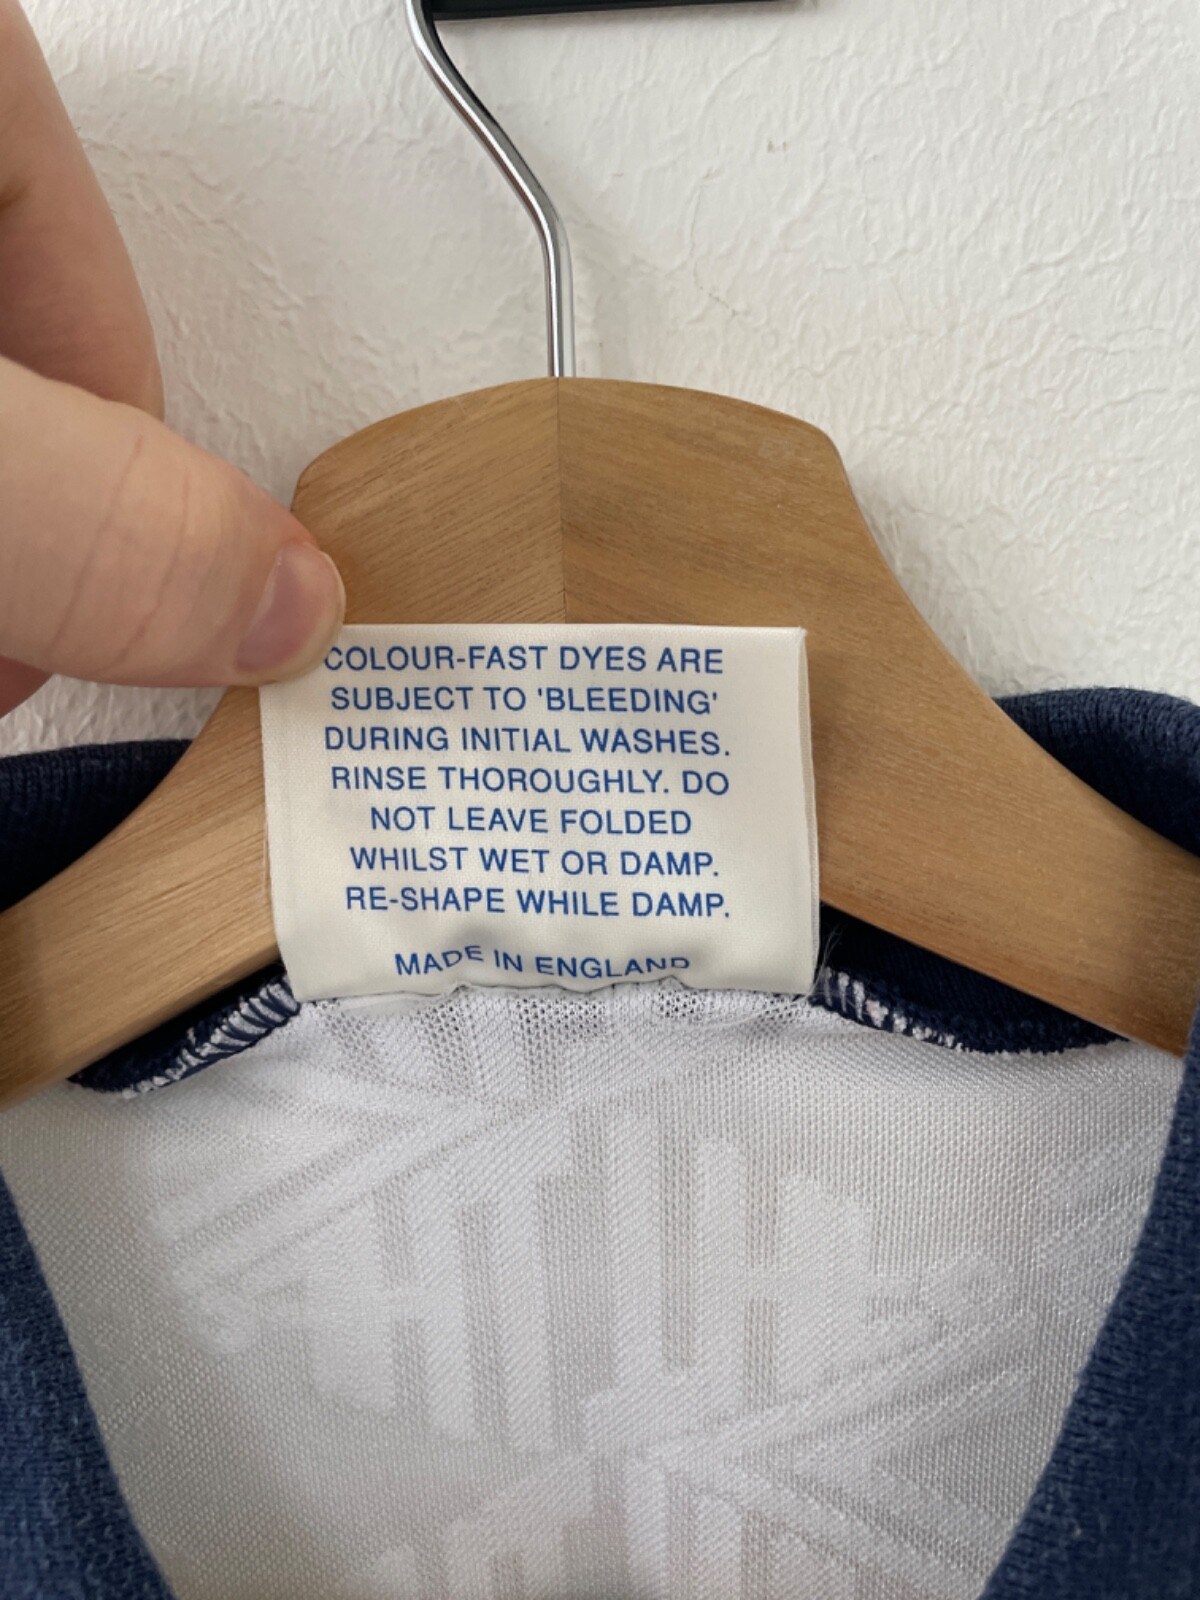 COLOUR-FAST DYES ARE
SUBJECT TO 'BLEEDING'
DURING INITIAL WASHES.
RINSE THOROUGHLY. DO
NOT LEAVE FOLDED
WHILST WET OR DAMP.
RE-SHAPE WHILE DAMP.
MADE IN ENGLAND